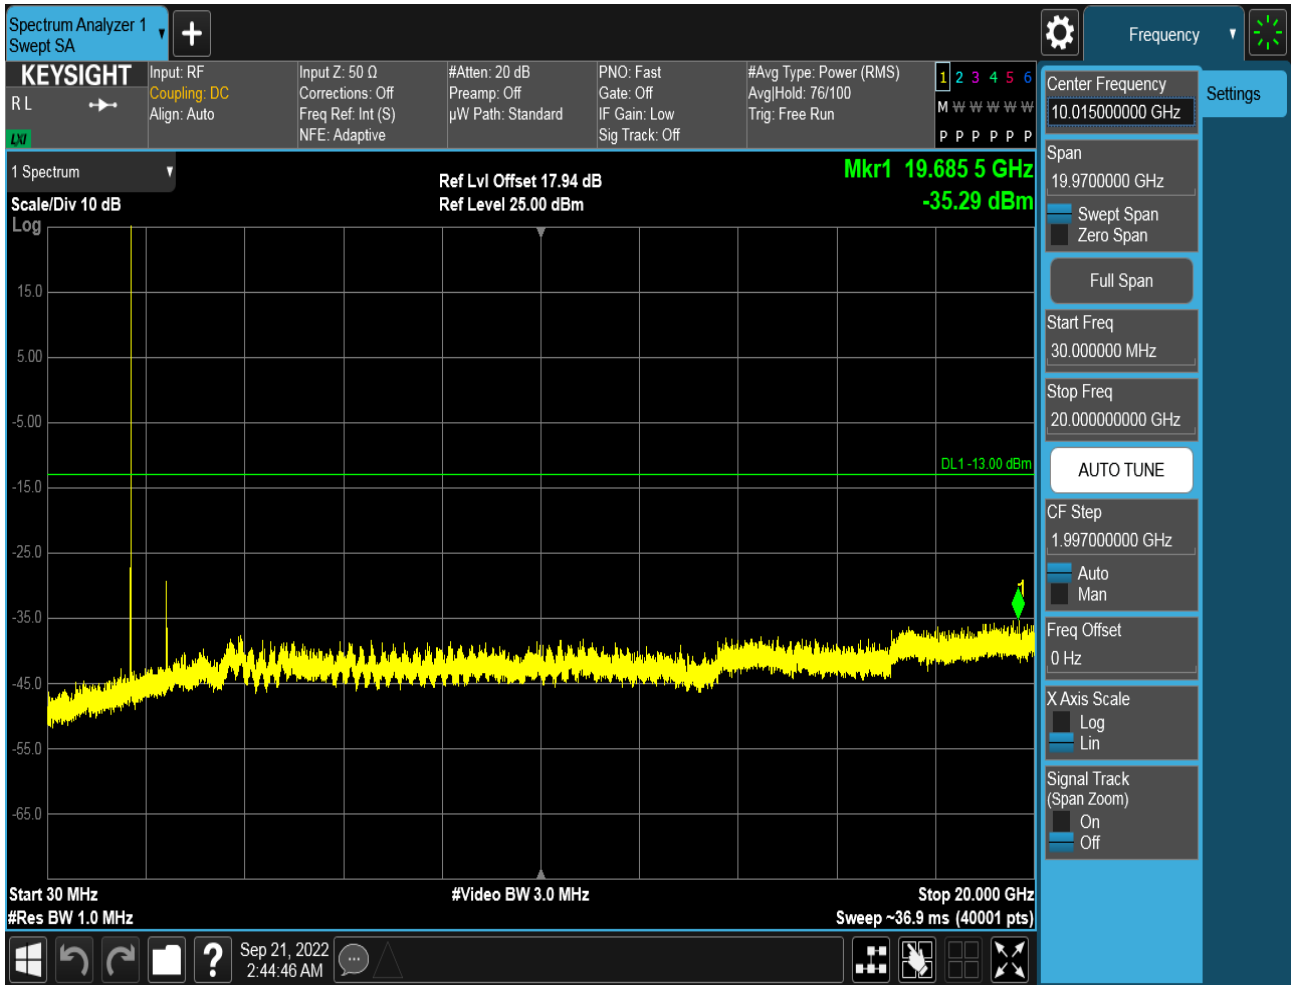 Spectrum Analyzer 1
Swept SA
+
Frequency
KEYSIGHT
R L
LXI
Input: RF
Coupling: DC
Align: Auto
Input Z: 50 Ω
Corrections: Off
Freq Ref: Int (S)
NFE: Adaptive
#Atten: 20 dB
Preamp: Off
µW Path: Standard
PNO: Fast
Gate: Off
IF Gain: Low
Sig Track: Off
#Avg Type: Power (RMS)
Avg|Hold: 76/100
Trig: Free Run
1 2 3 4 5 6
M W W W W W
P P P P P P
1 Spectrum
Scale/Div 10 dB
Log
Ref Lvl Offset 17.94 dB
Ref Level 25.00 dBm
Mkr1 19.685 5 GHz
-35.29 dBm
15.0
5.00
-5.00
DL1 -13.00 dBm
-15.0
-25.0
1
-35.0
-45.0
-55.0
-65.0
Start 30 MHz
#Res BW 1.0 MHz
#Video BW 3.0 MHz
Stop 20.000 GHz
Sweep ~36.9 ms (40001 pts)
?
Sep 21, 2022
2:44:46 AM
Center Frequency
10.015000000 GHz
Settings
Span
19.9700000 GHz
Swept Span
Zero Span
Full Span
Start Freq
30.000000 MHz
Stop Freq
20.000000000 GHz
AUTO TUNE
CF Step
1.997000000 GHz
Auto
Man
Freq Offset
0 Hz
X Axis Scale
Log
Lin
Signal Track
(Span Zoom)
On
Off